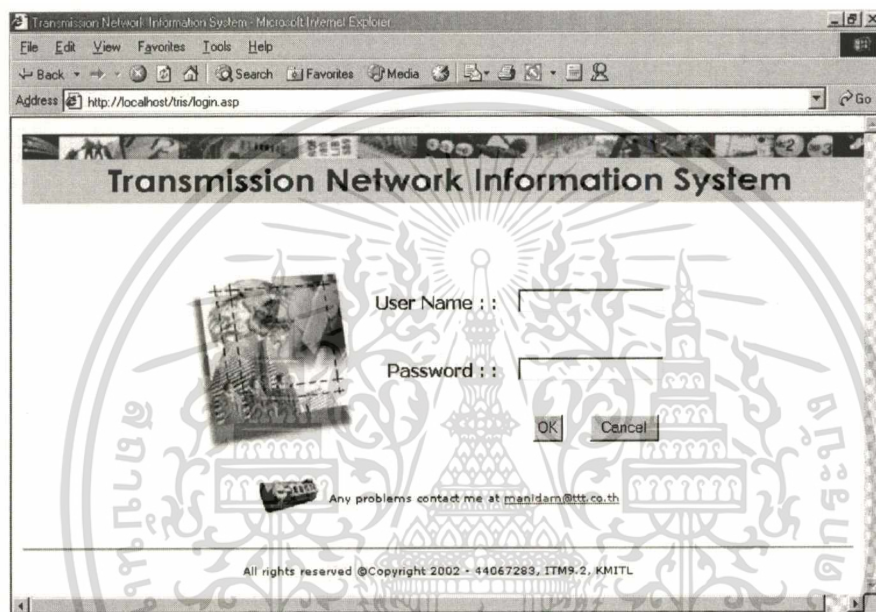 Transmission Network Information System - Microsoft Internet Explorer
File Edit View Favorites Tools Help
Back Search Favorites Media
Address http://localhost/tris/login.asp Go
Transmission Network Information System
User Name : :
Password : :
OK Cancel
Any problems contact me at manidarn@ttt.co.th
All rights reserved @Copyright 2002 - 44067283, ITM9.2, KMITL